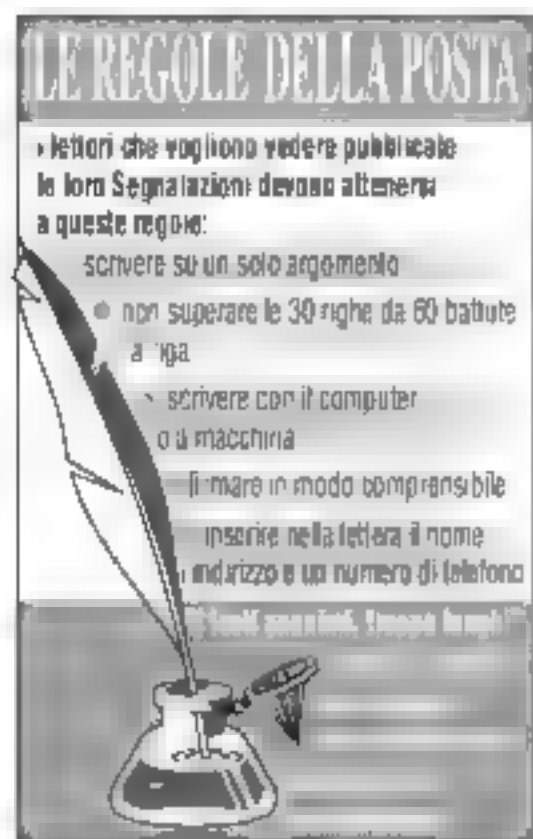 LE REGOLE DELLA POSTA
I lettori che vogliono vedere pubblicate
le loro Segnalazioni devono attenersi
a queste regole:
scrivere su un solo argomento
non superare le 30 righe da 60 battute
a riga
scrivere con il computer
o a macchina
firmare in modo comprensibile
inserire nella lettera il nome
indirizzo e un numero di telefono